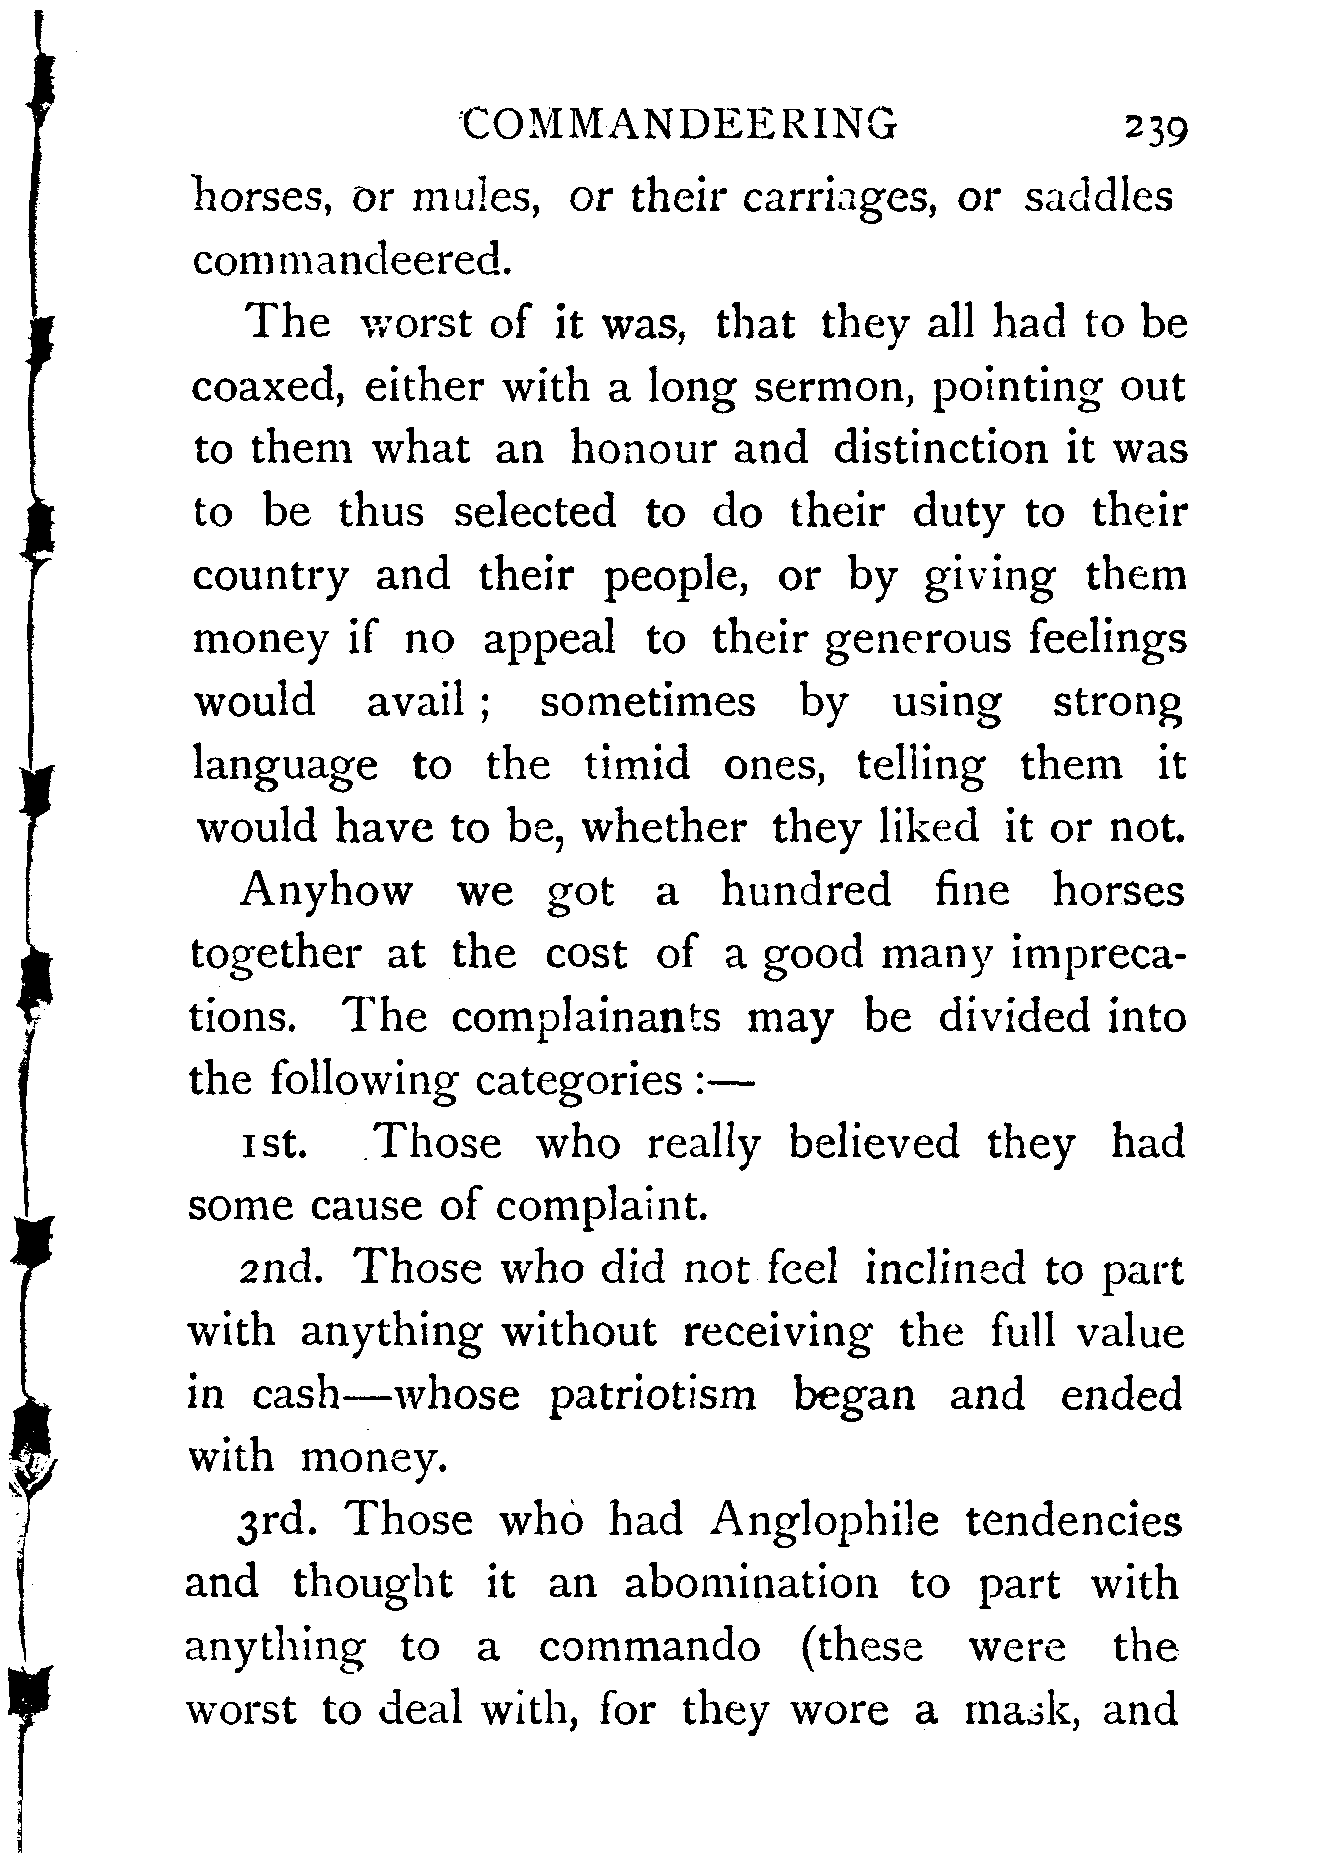 COMMANDEERING 239
horses, or mules, or their carriages, or saddles
commandeered.
The worst of it was, that they all had to be
coaxed, either with a long sermon, pointing out
to them what an honour and distinction it was
to be thus selected to do their duty to their
country and their people, or by giving them
money if no appeal to their generous feelings
would avail ; sometimes by using strong
language to the timid ones, telling them it
would have to be, whether they liked it or not.
Anyhow we got a hundred fine horses
together at the cost of a good many impreca-
tions. The complainants may be divided into
the following categories :—
1st. Those who really believed they had
some cause of complaint.
2nd. Those who did not feel inclined to part
with anything without receiving the full value
in cash—whose patriotism began and ended
with money.
3rd. Those who had Anglophile tendencies
and thought it an abomination to part with
anything to a commando (these were the
worst to deal with, for they wore a mask, and